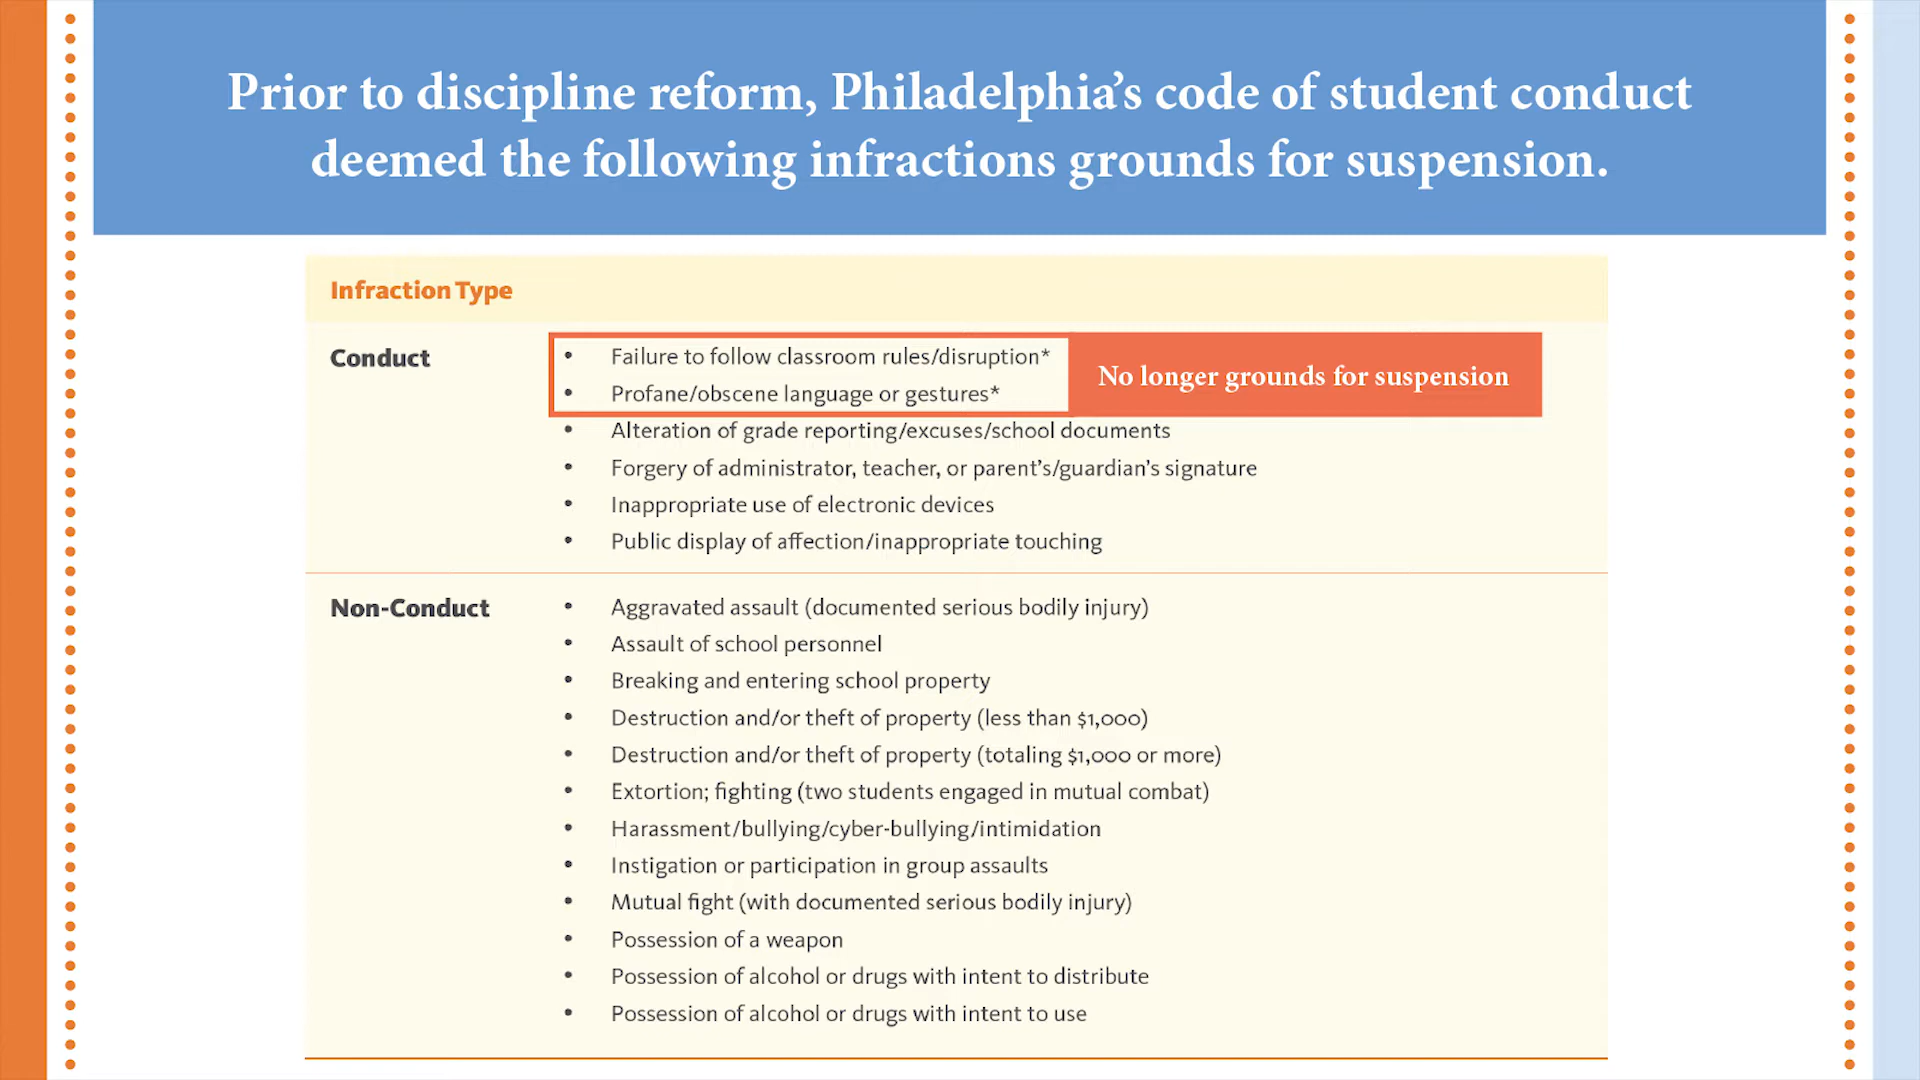 Prior to discipline reform, Philadelphia’s code of student conduct
deemed the following infractions grounds for suspension.
Infraction Type
Conduct
• Failure to follow classroom rules/disruption*
• Profane/obscene language or gestures*
No longer grounds for suspension
• Alteration of grade reporting/excuses/school documents
• Forgery of administrator, teacher, or parent’s/guardian’s signature
• Inappropriate use of electronic devices
• Public display of affection/inappropriate touching
Non-Conduct
• Aggravated assault (documented serious bodily injury)
• Assault of school personnel
• Breaking and entering school property
• Destruction and/or theft of property (less than $1,000)
• Destruction and/or theft of property (totaling $1,000 or more)
• Extortion; fighting (two students engaged in mutual combat)
• Harassment/bullying/cyber-bullying/intimidation
• Instigation or participation in group assaults
• Mutual fight (with documented serious bodily injury)
• Possession of a weapon
• Possession of alcohol or drugs with intent to distribute
• Possession of alcohol or drugs with intent to use